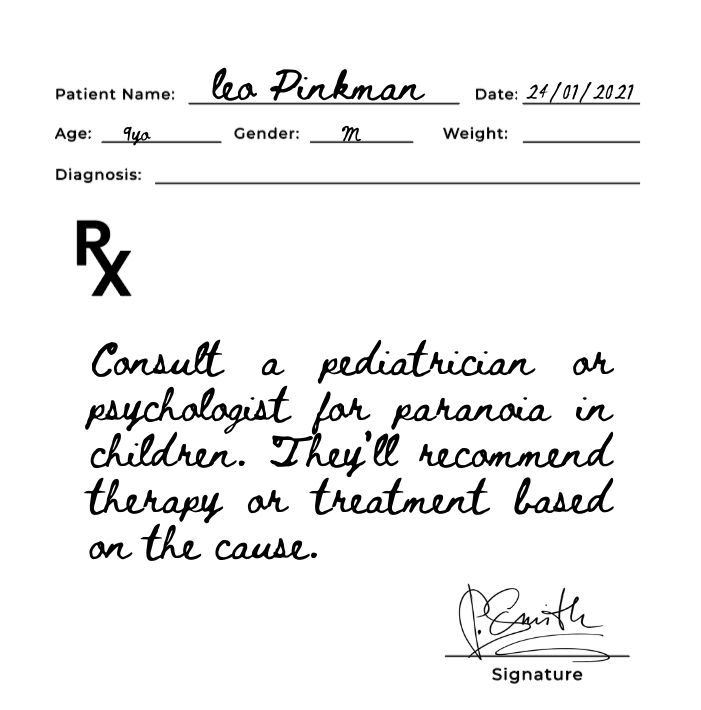 Patient Name: leo Pinkman Date: 24/01/2021
Age: 9yo Gender: M Weight:
Diagnosis:
Rx
Consult a pediatrician or
psychologist for paranoia in
children. They'll recommend
therapy or treatment based
on the cause.
P. Smith
Signature